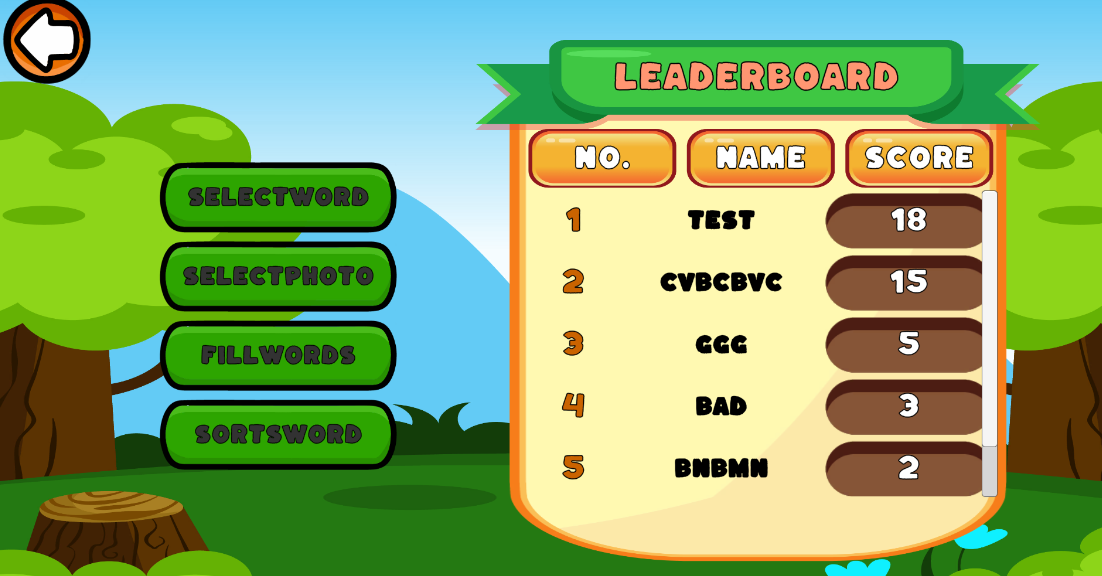 LEADERBOARD
NO. NAME SCORE
SELECTWORD
SELECTPHOTO
FILLWORDS
SORTSWORD
1 TEST 18
2 CVBCBVC 15
3 GGG 5
4 BAD 3
5 BNBMN 2